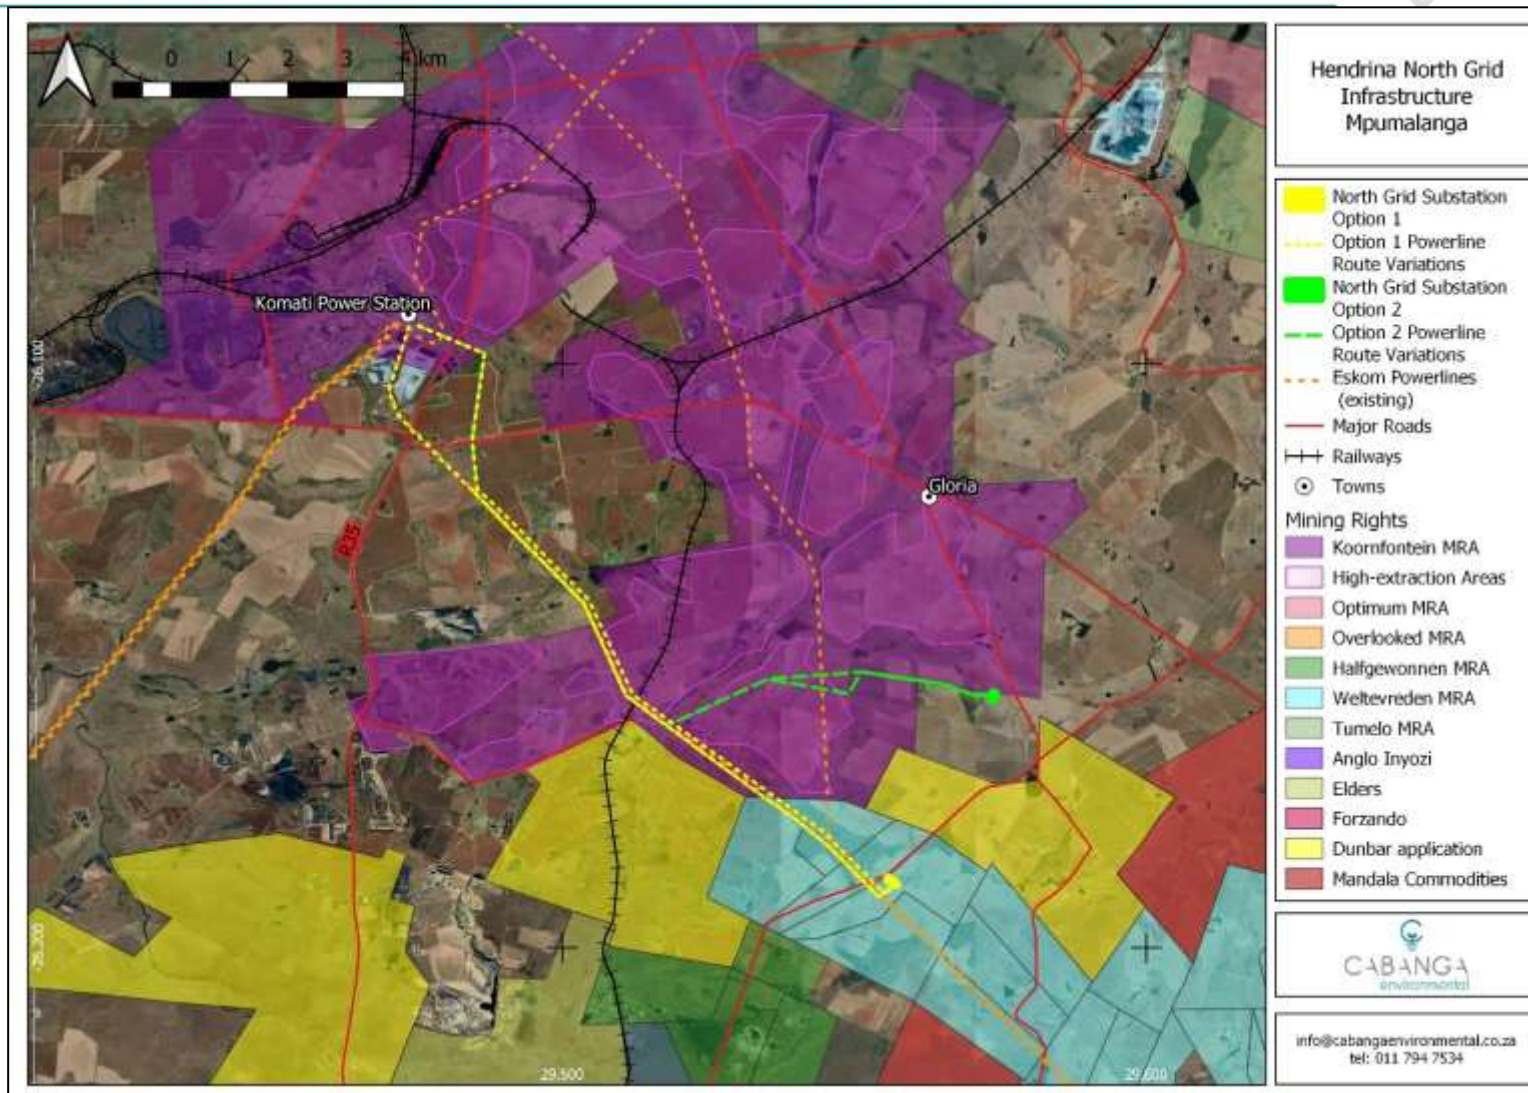 1 0 1 2 3 4 km
Komati Power Station
Gloria
R35
-26.100
-26.200
29.500
29.600
Hendrina North Grid
Infrastructure
Mpumalanga
North Grid Substation
Option 1
Option 1 Powerline
Route Variations
North Grid Substation
Option 2
Option 2 Powerline
Route Variations
Eskom Powerlines
(existing)
Major Roads
Railways
Towns
Mining Rights
Koornfontein MRA
High-extraction Areas
Optimum MRA
Overlooked MRA
Halfgewonnen MRA
Weltevreden MRA
Tumelo MRA
Anglo Inyozi
Elders
Forzando
Dunbar application
Mandala Commodities
CABANGA
environmental
info@cabangaenvironmental.co.za
tel: 011 794 7534